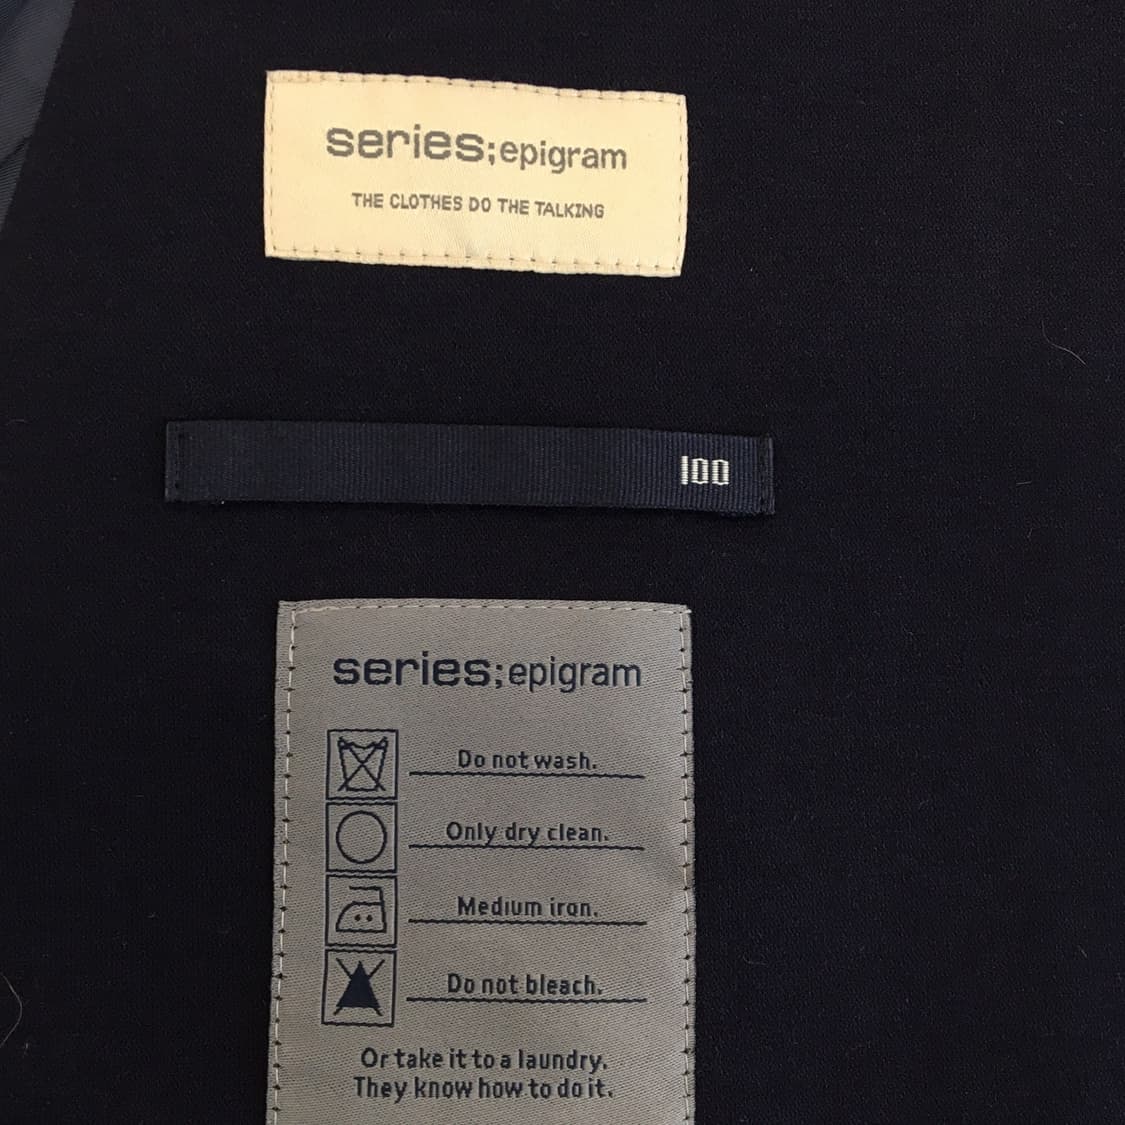 series;epigram
THE CLOTHES DO THE TALKING
100
series;epigram
Do not wash.
Only dry clean.
Medium iron.
Do not bleach.
Or take it to a laundry.
They know how to do it.